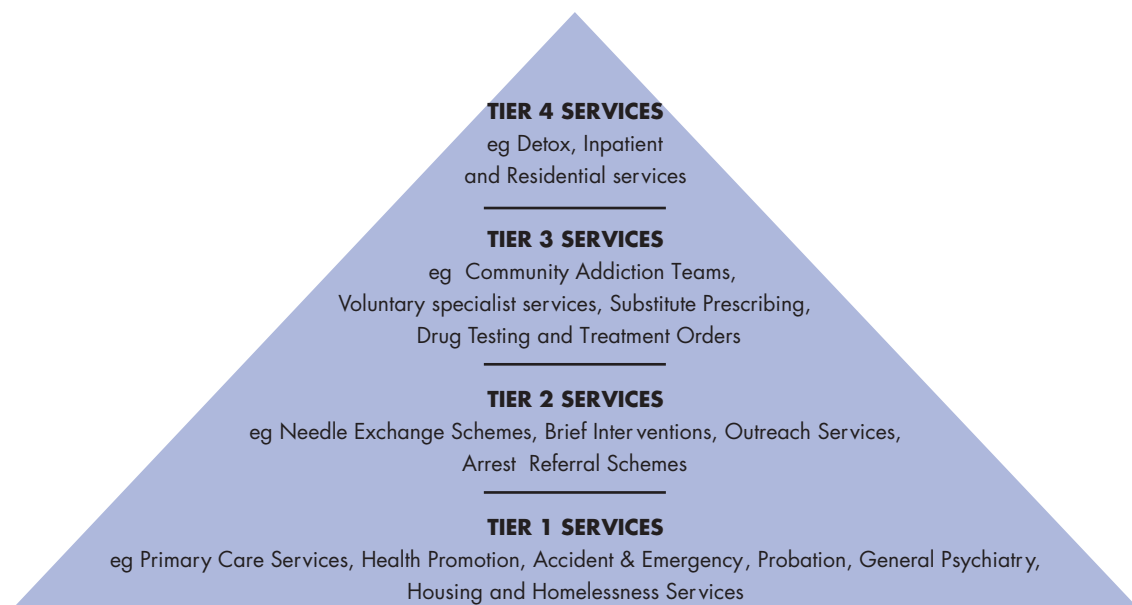 TIER 4 SERVICES
eg Detox, Inpatient
and Residential services
TIER 3 SERVICES
eg Community Addiction Teams,
Voluntary specialist services, Substitute Prescribing,
Drug Testing and Treatment Orders
TIER 2 SERVICES
eg Needle Exchange Schemes, Brief Interventions, Outreach Services,
Arrest Referral Schemes
TIER 1 SERVICES
eg Primary Care Services, Health Promotion, Accident & Emergency, Probation, General Psychiatry,
Housing and Homelessness Services